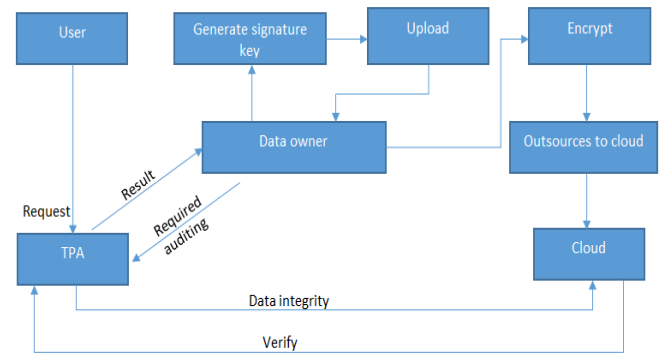 User
Generate signature
key
Upload
Encrypt
Data owner
Outsources to cloud
Result
Required
auditing
Request
TPA
Cloud
Data integrity
Verify